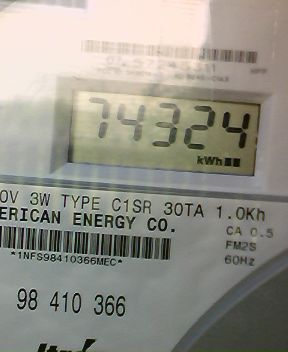 74324
kWh
0V 3W TYPE C1SR 30TA 1.0Kh
ERICAN ENERGY CO.
CA 0.5
FM2S
60Hz
*1NFS98410366MEC*
98 410 366